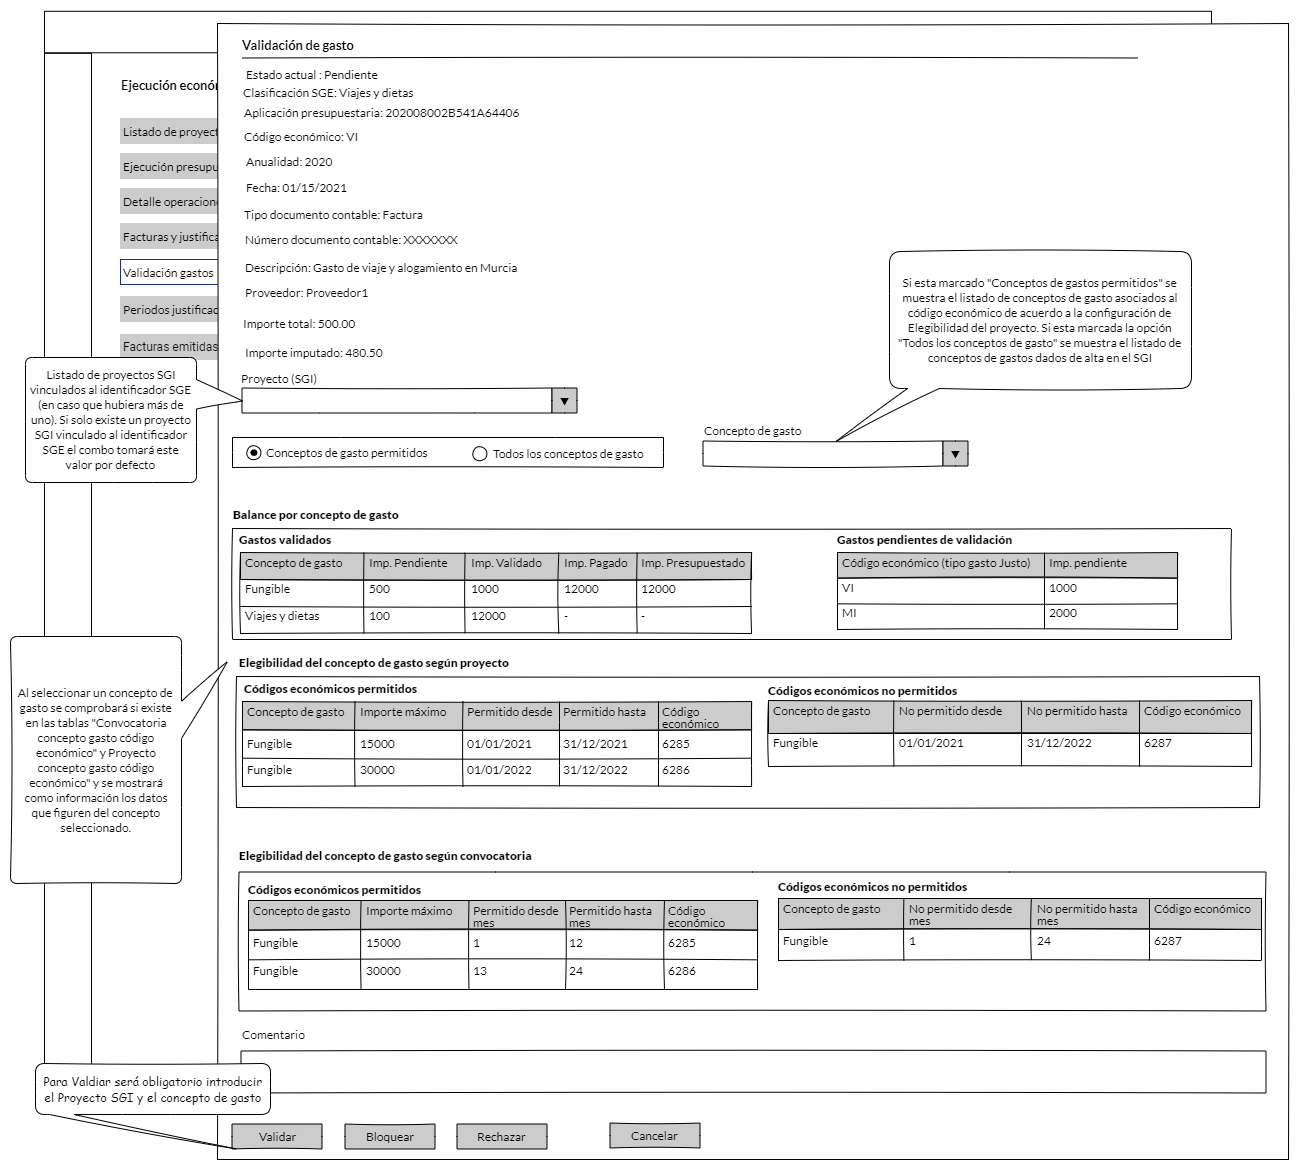 Validación de gasto
Estado actual : Pendiente
Clasificación SGE: Viajes y dietas
Aplicación presupuestaria: 202008002B541A64406
Código económico: VI
Anualidad: 2020
Fecha: 01/15/2021
Tipo documento contable: Factura
Número documento contable: XXXXXXX
Descripción: Gasto de viaje y alogamiento en Murcia
Proveedor: Proveedor1
Importe total: 500.00
Importe imputado: 480.50
Ejecución econó
Listado de proyect
Ejecución presupu
Detalle operacion
Facturas y justifica
Validación gastos
Periodos justificac
Facturas emitidas
Listado de proyectos SGI
vinculados al identificador SGE
(en caso que hubiera más de
uno). Si solo existe un proyecto
SGI vinculado al identificador
SGE el combo tomará este
valor por defecto
Proyecto (SGI)
Si esta marcado "Conceptos de gastos permitidos" se
muestra el listado de conceptos de gasto asociados al
código económico de acuerdo a la configuración de
Elegibilidad del proyecto. Si esta marcada la opción
"Todos los conceptos de gasto" se muestra el listado de
conceptos de gastos dados de alta en el SGI
Conceptos de gasto permitidos Todos los conceptos de gasto
Concepto de gasto
Balance por concepto de gasto
Gastos validados
Concepto de gasto Imp. Pendiente Imp. Validado Imp. Pagado Imp. Presupuestado
Fungible 500 1000 12000 12000
Viajes y dietas 100 12000 - -
Gastos pendientes de validación
Código económico (tipo gasto Justo) Imp. pendiente
VI 1000
MI 2000
Al seleccionar un concepto de
gasto se comprobará si existe
en las tablas "Convocatoria
concepto gasto código
económico" y Proyecto
concepto gasto código
económico" y se mostrará
como información los datos
que figuren del concepto
seleccionado.
Elegibilidad del concepto de gasto según proyecto
Códigos económicos permitidos
Concepto de gasto Importe máximo Permitido desde Permitido hasta Código
económico
Fungible 15000 01/01/2021 31/12/2021 6285
Fungible 30000 01/01/2022 31/12/2022 6286
Códigos económicos no permitidos
Concepto de gasto No permitido desde No permitido hasta Código económico
Fungible 01/01/2021 31/12/2022 6287
Elegibilidad del concepto de gasto según convocatoria
Códigos económicos permitidos
Concepto de gasto Importe máximo Permitido desde Permitido hasta Código
mes mes económico
Fungible 15000 1 12 6285
Fungible 30000 13 24 6286
Códigos económicos no permitidos
Concepto de gasto No permitido desde No permitido hasta Código económico
mes mes
Fungible 1 24 6287
Comentario
Para Valdiar será obligatorio introducir
el Proyecto SGI y el concepto de gasto
Validar Bloquear Rechazar Cancelar